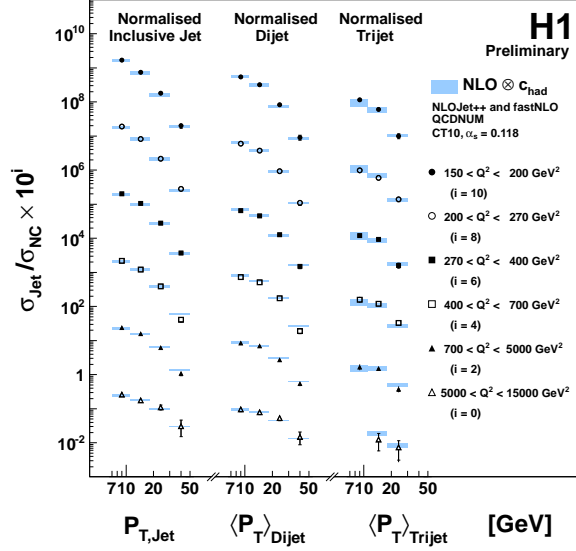 Normalised Inclusive Jet
Normalised Dijet
Normalised Trijet
H1
Preliminary
NLO ⊗ c_had
NLOJet++ and fastNLO
QCDNUM
CT10, α_s = 0.118
150 < Q² < 200 GeV²
(i = 10)
200 < Q² < 270 GeV²
(i = 8)
270 < Q² < 400 GeV²
(i = 6)
400 < Q² < 700 GeV²
(i = 4)
700 < Q² < 5000 GeV²
(i = 2)
5000 < Q² < 15000 GeV²
(i = 0)
σ_Jet / σ_NC × 10^i
10^10
10^8
10^6
10^4
10^2
1
10^-2
7 10 20 50 7 10 20 50 7 10 20 50
P_T,Jet ⟨P_T⟩_Dijet ⟨P_T⟩_Trijet [GeV]